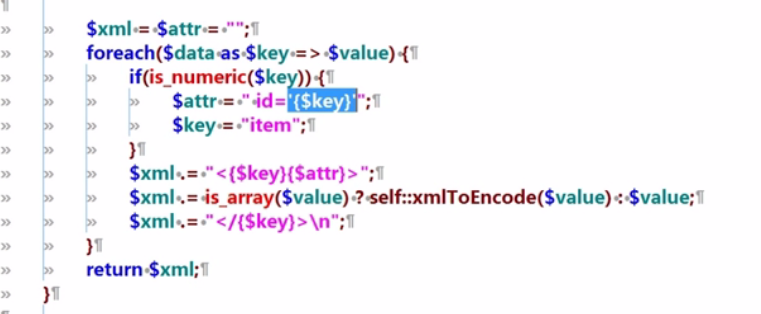 $xml = $attr = "";
foreach($data as $key => $value) {
if(is_numeric($key)) {
$attr = " id='{$key}'";
$key = "item";
}
$xml .= "<{$key}{$attr}>";
$xml .= is_array($value) ? self::xmlToEncode($value) : $value;
$xml .= "</{$key}>\n";
}
return $xml;
}